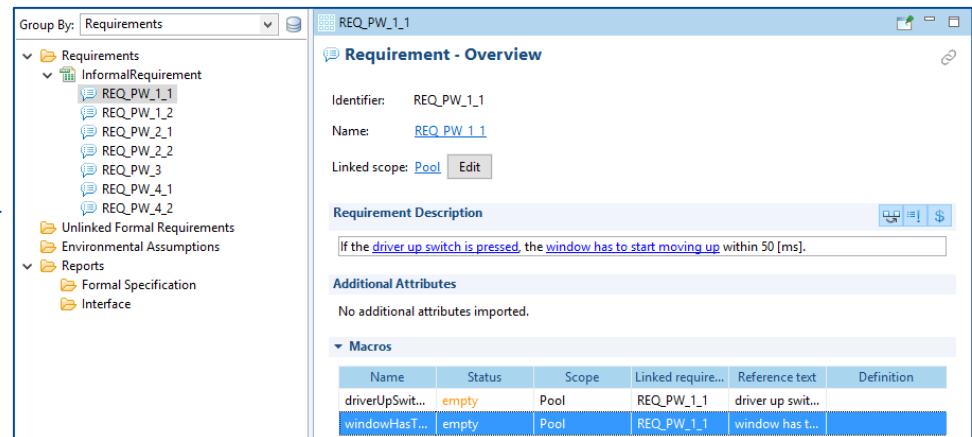 Group By: Requirements
Requirements
InformalRequirement
REQ_PW_1_1
REQ_PW_1_2
REQ_PW_2_1
REQ_PW_2_2
REQ_PW_3
REQ_PW_4_1
REQ_PW_4_2
Unlinked Formal Requirements
Environmental Assumptions
Reports
Formal Specification
Interface
REQ_PW_1_1
Requirement - Overview
Identifier: REQ_PW_1_1
Name: REQ_PW_1_1
Linked scope: Pool Edit
Requirement Description
If the driver up switch is pressed, the window has to start moving up within 50 [ms].
Additional Attributes
No additional attributes imported.
Macros
Name Status Scope Linked require... Reference text Definition
driverUpSwit... empty Pool REQ_PW_1_1 driver up swit...
windowHasT... empty Pool REQ_PW_1_1 window has t...